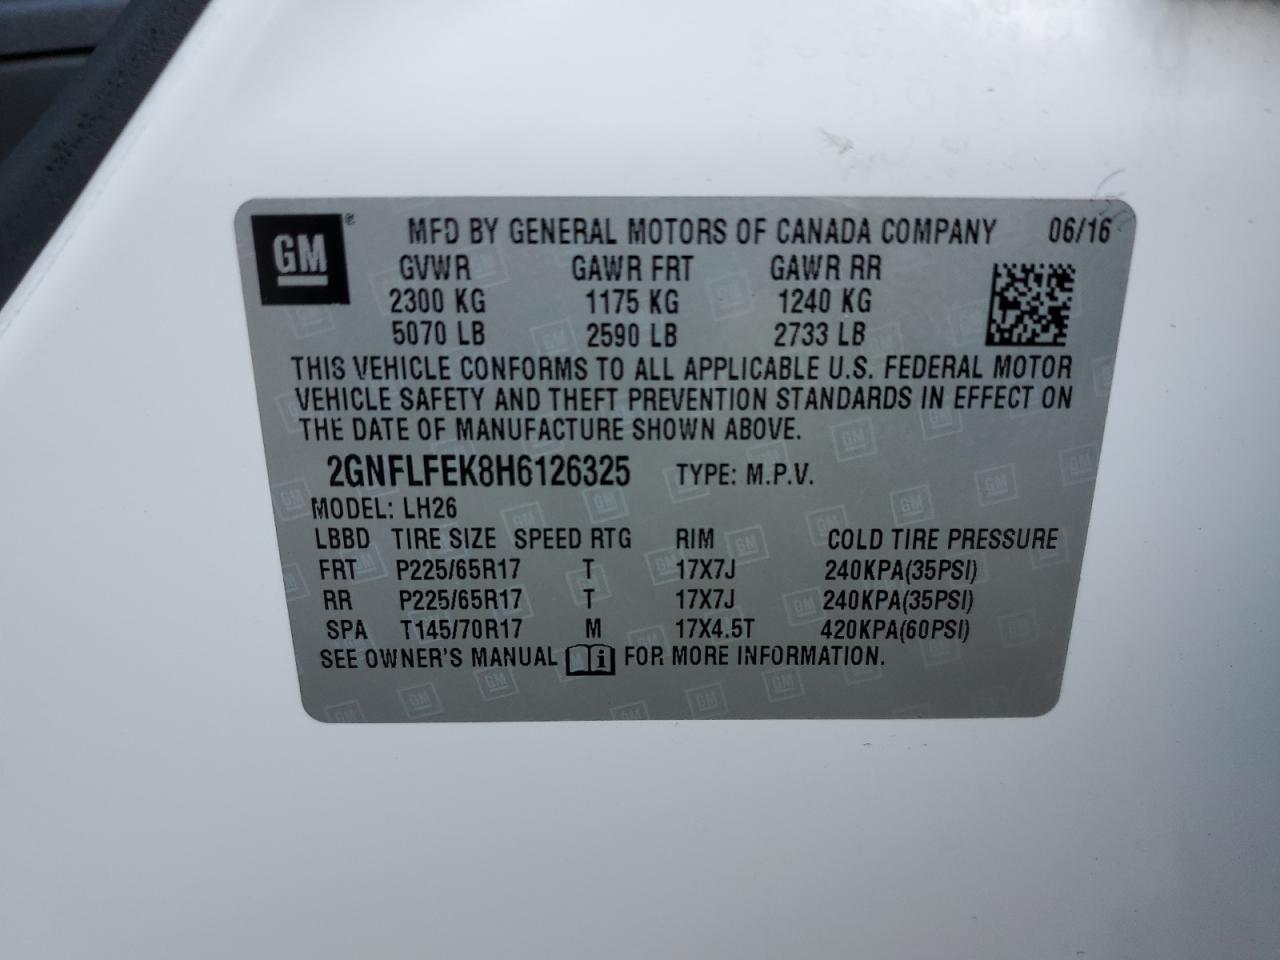 GM ® MFD BY GENERAL MOTORS OF CANADA COMPANY 06/16
GVWR GAWR FRT GAWR RR
2300 KG 1175 KG 1240 KG
5070 LB 2590 LB 2733 LB
THIS VEHICLE CONFORMS TO ALL APPLICABLE U.S. FEDERAL MOTOR
VEHICLE SAFETY AND THEFT PREVENTION STANDARDS IN EFFECT ON
THE DATE OF MANUFACTURE SHOWN ABOVE.
2GNFLFEK8H6126325 TYPE: M.P.V.
MODEL: LH26
LBBD TIRE SIZE SPEED RTG RIM COLD TIRE PRESSURE
FRT P225/65R17 T 17X7J 240KPA(35PSI)
RR P225/65R17 T 17X7J 240KPA(35PSI)
SPA T145/70R17 M 17X4.5T 420KPA(60PSI)
SEE OWNER'S MANUAL i FOR MORE INFORMATION.